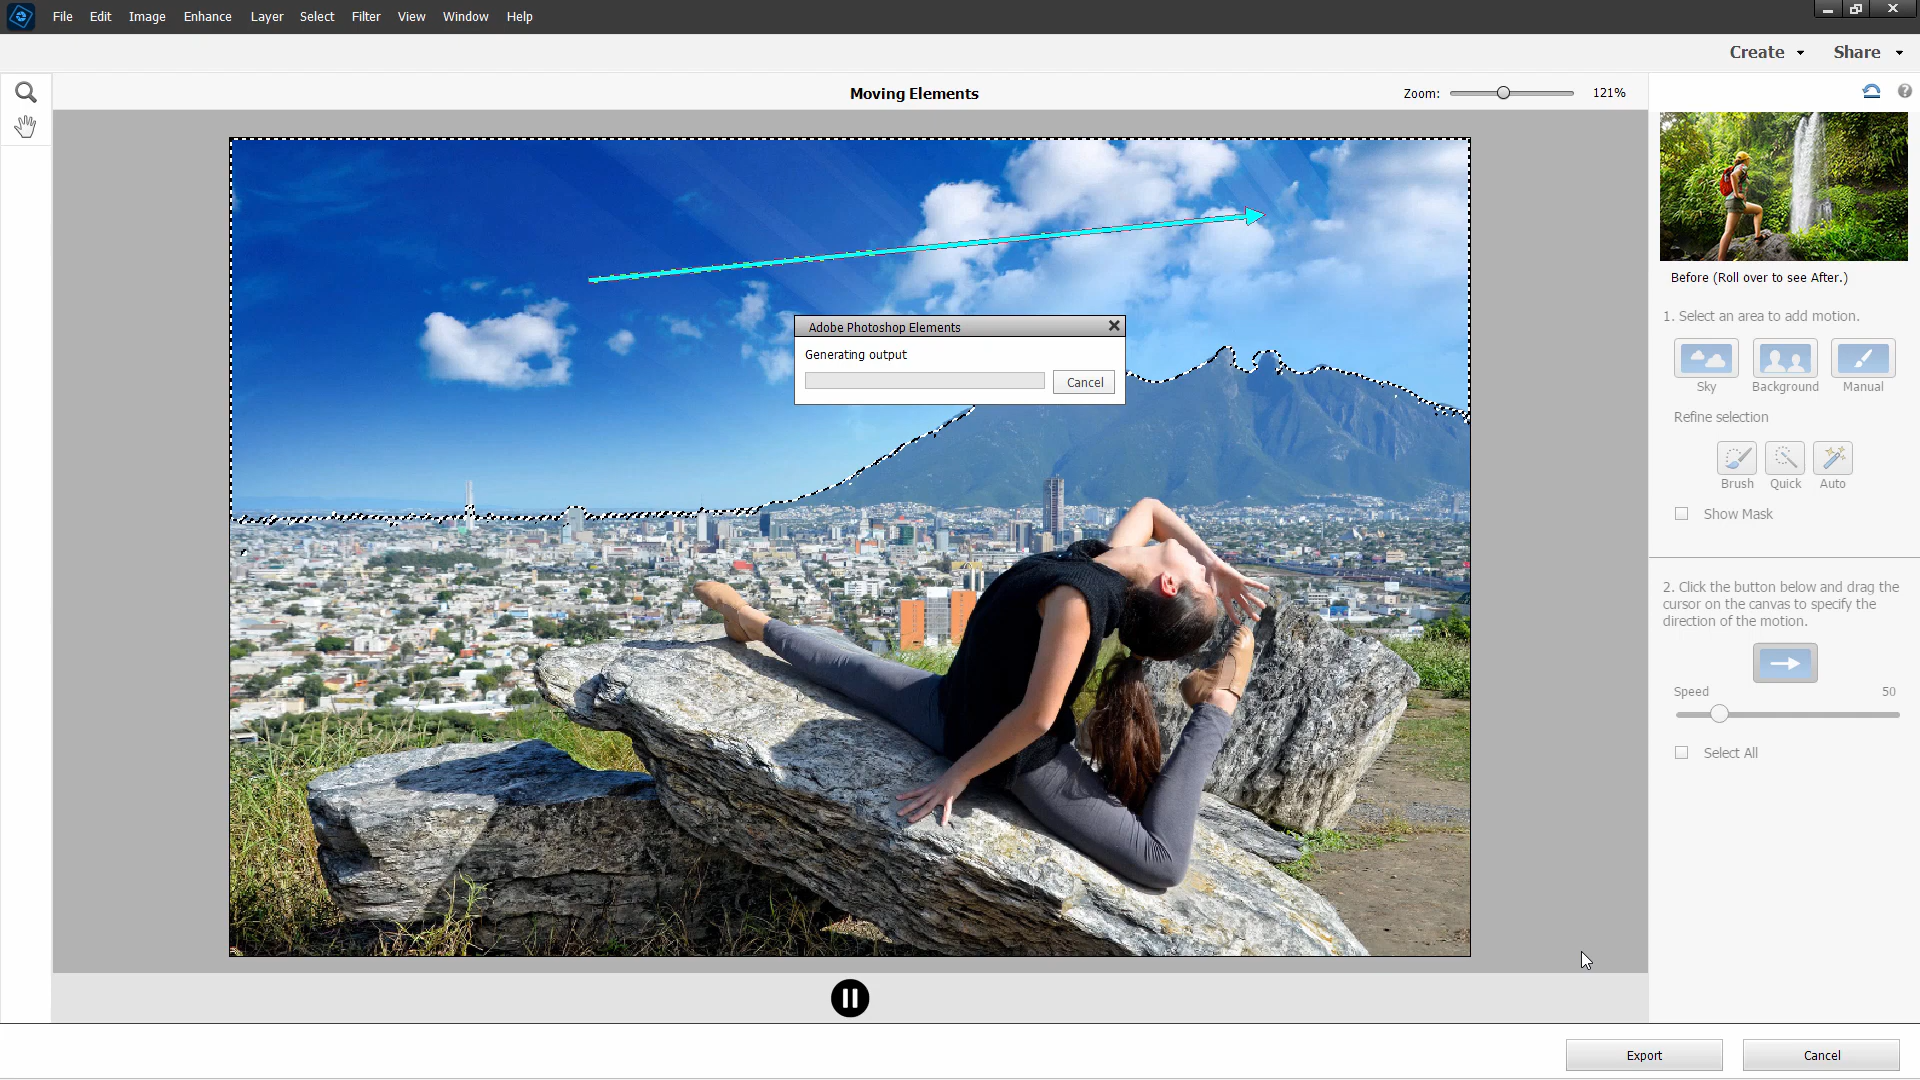 File Edit Image Enhance Layer Select Filter View Window Help
Create Share
Moving Elements
Zoom: 121%
Before (Roll over to see After.)
1. Select an area to add motion.
Sky Background Manual
Refine selection
Brush Quick Auto
Show Mask
Adobe Photoshop Elements
Generating output
Cancel
2. Click the button below and drag the
cursor on the canvas to specify the
direction of the motion.
Speed 50
Select All
Export Cancel